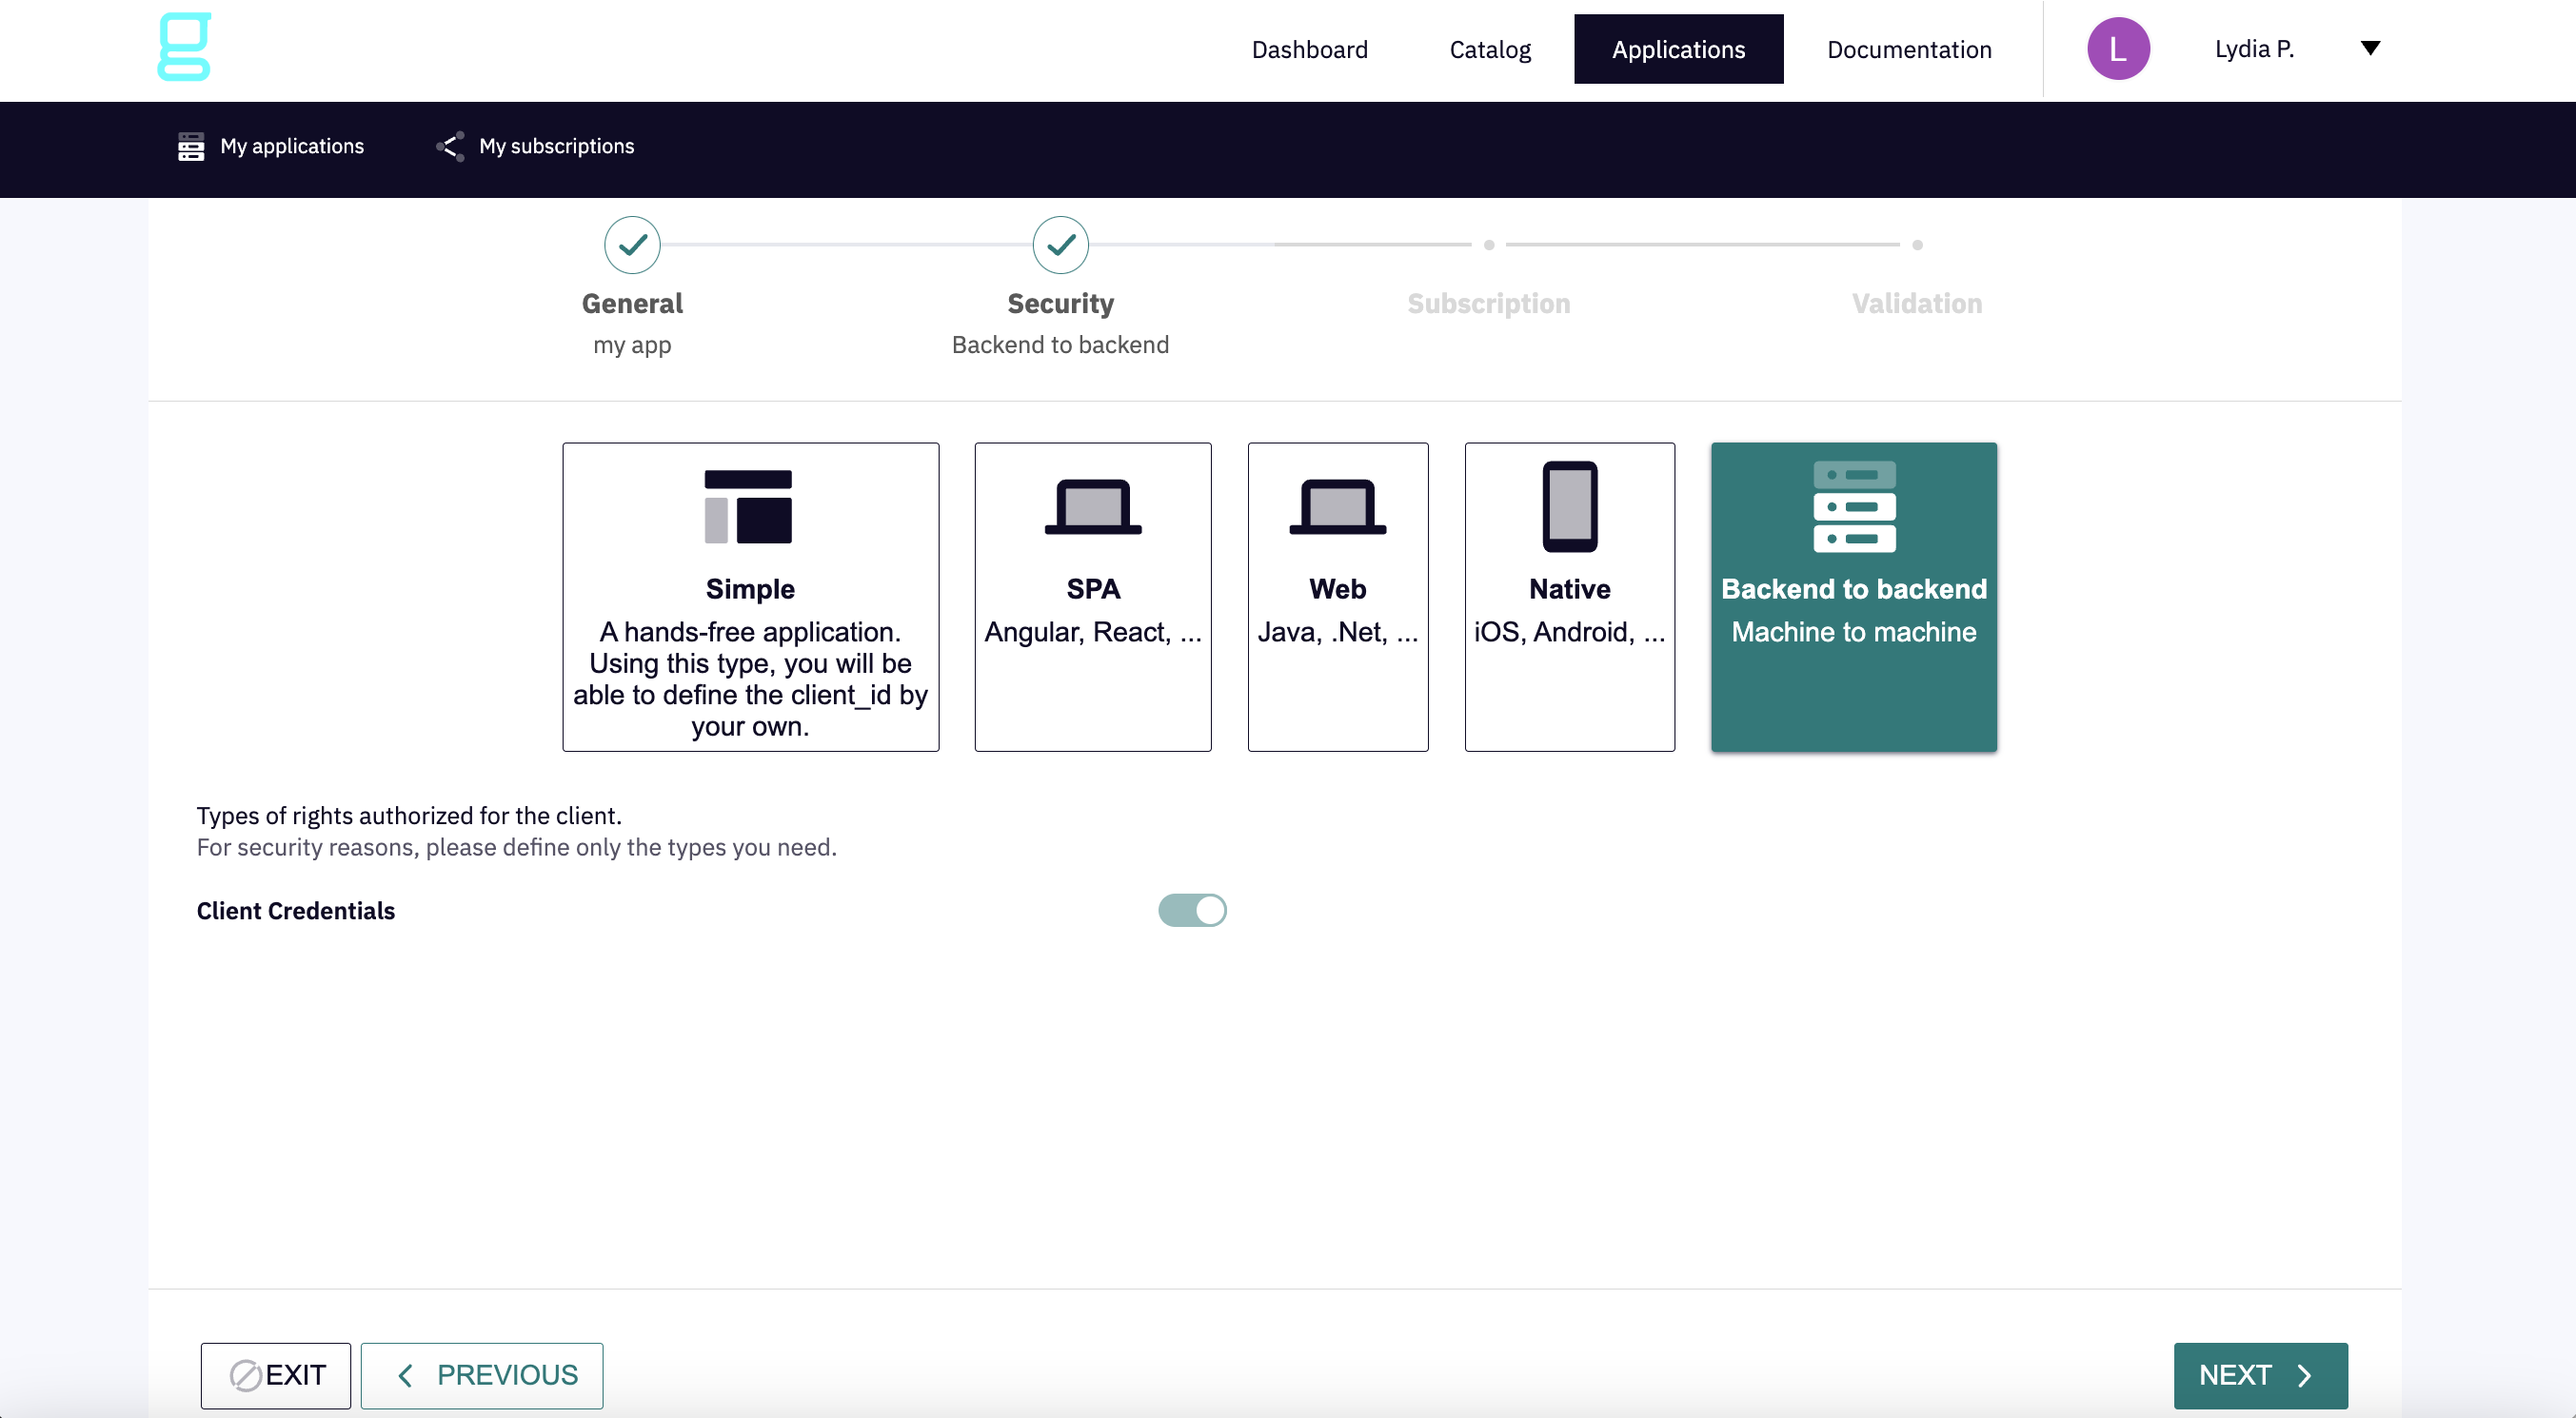 g
Dashboard
Catalog
Applications
Documentation
L
Lydia P.
My applications
My subscriptions
General
Security
Subscription
Validation
my app
Backend to backend
Simple
A hands-free application.
Using this type, you will be
able to define the client_id by
your own.
SPA
Angular, React, ...
Web
Java, .Net, ...
Native
iOS, Android, ...
Backend to backend
Machine to machine
Types of rights authorized for the client.
For security reasons, please define only the types you need.
Client Credentials
EXIT
PREVIOUS
NEXT